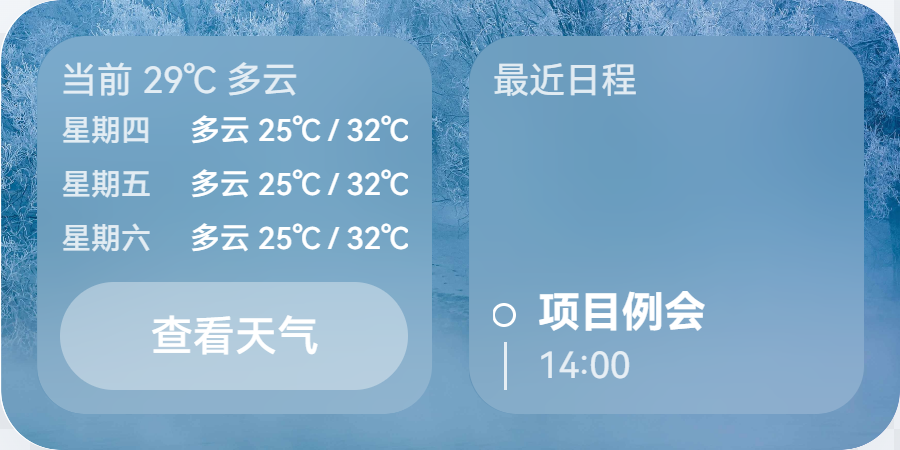 当前 29℃ 多云
星期四 多云 25℃ / 32℃
星期五 多云 25℃ / 32℃
星期六 多云 25℃ / 32℃
查看天气
最近日程
项目例会
14:00